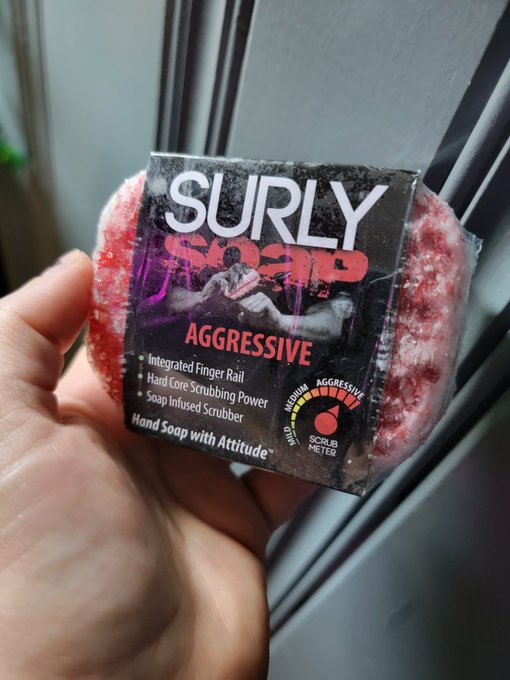 SURLY
soap
AGGRESSIVE
• Integrated Finger Rail
• Hard Core Scrubbing Power
• Soap Infused Scrubber
Hand Soap with Attitude™
MILD MEDIUM AGGRESSIVE
SCRUB
METER